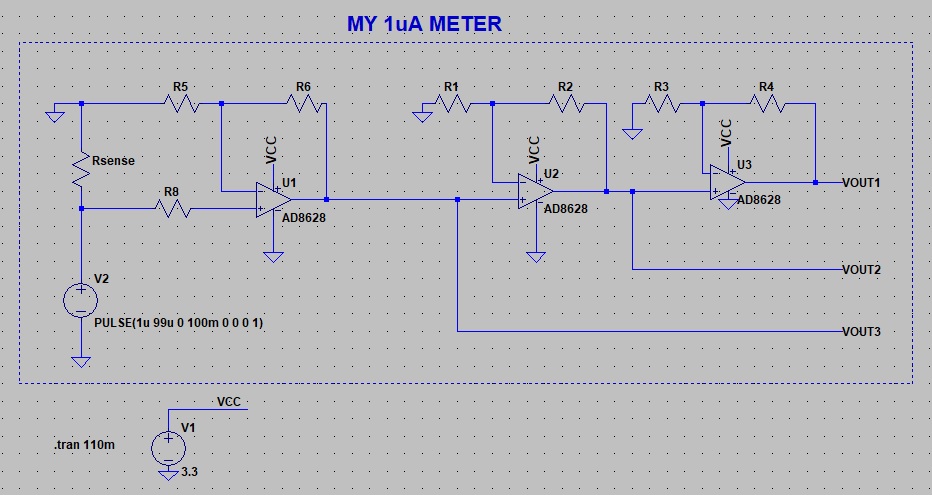 MY 1uA METER
R5
R6
R1
R2
R3
R4
Rsense
VCC
VCC
VCC
R8
U1
U2
U3
AD8628
AD8628
AD8628
VOUT1
VOUT2
VOUT3
V2
PULSE(1u 99u 0 100m 0 0 0 1)
VCC
V1
.tran 110m
3.3